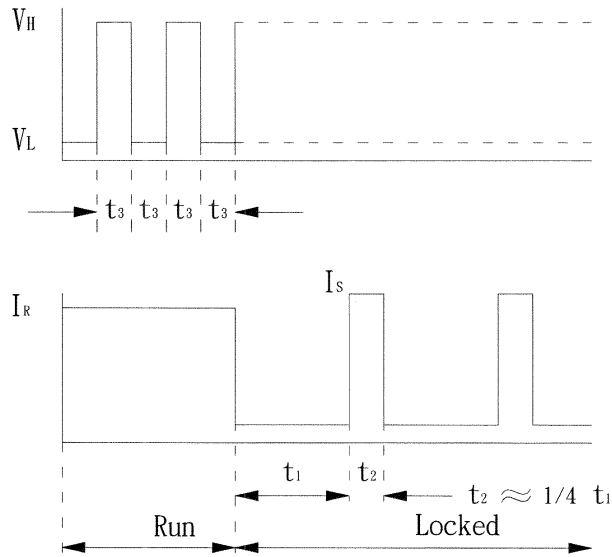 VH
VL
t3 t3 t3 t3
IS
IR
t1 t2 t2 ≈ 1/4 t1
Run Locked